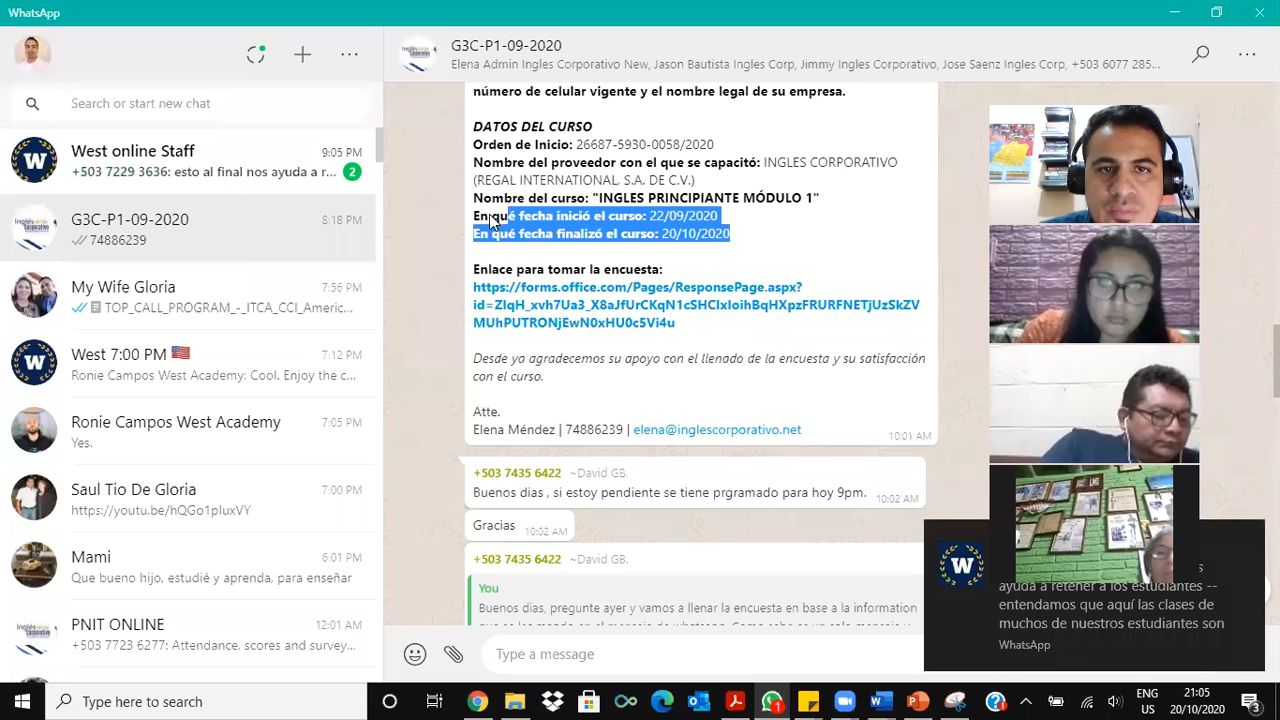 WhatsApp
Search or start new chat
West online Staff 9:05 PM
+503 7229 3636: esto al final nos ayuda a r... 2
G3C-P1-09-2020 8:18 PM
74886239
My Wife Gloria 7:56 PM
TOP_CALL_PROGRAM_-_ITCA_CCI_Americ...
West 7:00 PM 7:12 PM
Ronie Campos West Academy: Cool. Enjoy the c...
Ronie Campos West Academy 7:05 PM
Yes.
Saul Tio De Gloria 7:00 PM
https://youtu.be/hQGo1pIuxVY
Mami 6:01 PM
Que bueno hijo, estudié y aprenda, para enseñar
PNIT ONLINE 12:01 AM
+503 7723 6277: Attendance, scores and survey...
G3C-P1-09-2020
Elena Admin Ingles Corporativo New, Jason Bautista Ingles Corp, Jimmy Ingles Corporativo, Jose Saenz Ingles Corp, +503 6077 285...
número de celular vigente y el nombre legal de su empresa.
DATOS DEL CURSO
Orden de Inicio: 26687-5930-0058/2020
Nombre del proveedor con el que se capacitó: INGLES CORPORATIVO
(REGAL INTERNATIONAL, S.A. DE C.V.)
Nombre del curso: "INGLES PRINCIPIANTE MÓDULO 1"
En qué fecha inició el curso: 22/09/2020
En qué fecha finalizó el curso: 20/10/2020
Enlace para tomar la encuesta:
https://forms.office.com/Pages/ResponsePage.aspx?
id=ZIqH_xvh7Ua3_X8aJfUrCKqN1cSHCIxIoihBqHXpzFRURFNETjUzSkZV
MUhPUTRONjEwN0xHU0c5Vi4u
Desde ya agradecemos su apoyo con el llenado de la encuesta y su satisfacción
con el curso.
Atte.
Elena Méndez | 74886239 | elena@inglescorporativo.net
10:01 AM
+503 7435 6422 ~David GB.
Buenos dias , si estoy pendiente se tiene prgramado para hoy 9pm. 10:02 AM
Gracias 10:02 AM
+503 7435 6422 ~David GB.
You
Buenos días, pregunte ayer y vamos a llenar la encuesta en base a la information
Type a message
W
ayuda a retener a los estudiantes --
entendamos que aquí las clases de
muchos de nuestros estudiantes son
WhatsApp
Type here to search
ENG
US
21:05
20/10/2020
3